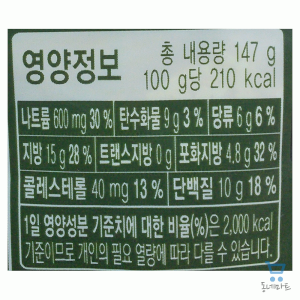 영양정보
총 내용량 147 g
100 g당 210 kcal
나트륨 600 mg 30 % 탄수화물 9 g 3 % 당류 6 g 6 %
지방 15 g 28 % 트랜스지방 0 g 포화지방 4.8 g 32 %
콜레스테롤 40 mg 13 % 단백질 10 g 18 %
1일 영양성분 기준치에 대한 비율(%)은 2,000 kcal
기준이므로 개인의 필요 열량에 따라 다를 수 있습니다.
동네마트